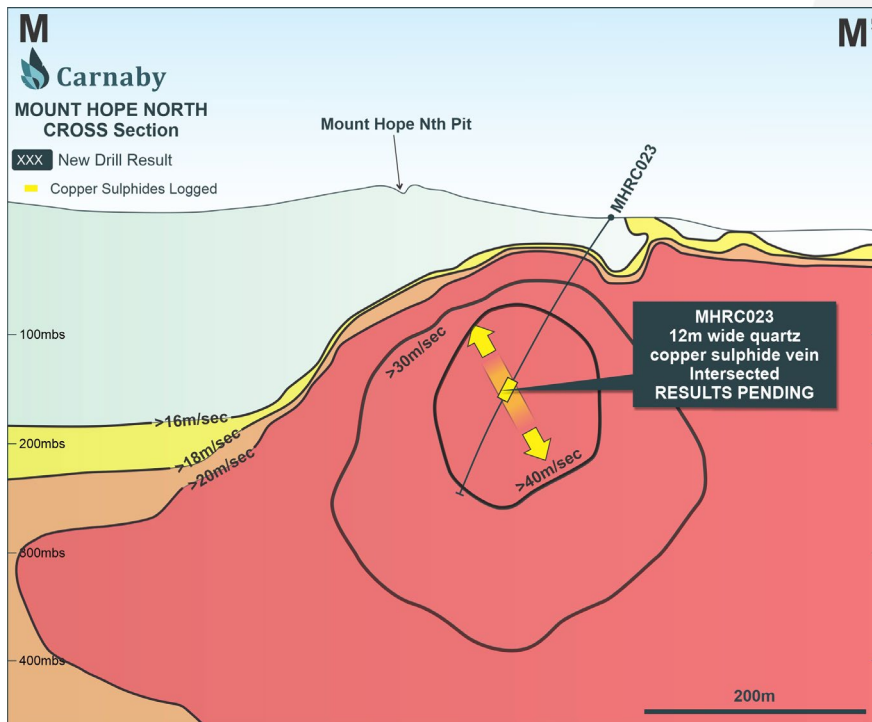 M
M'
Carnaby
MOUNT HOPE NORTH
CROSS Section
XXX New Drill Result
Copper Sulphides Logged
Mount Hope Nth Pit
MHRC023
100mbs
200mbs
300mbs
400mbs
>16m/sec
>18m/sec
>20m/sec
>30m/sec
>40m/sec
MHRC023
12m wide quartz
copper sulphide vein
Intersected
RESULTS PENDING
200m